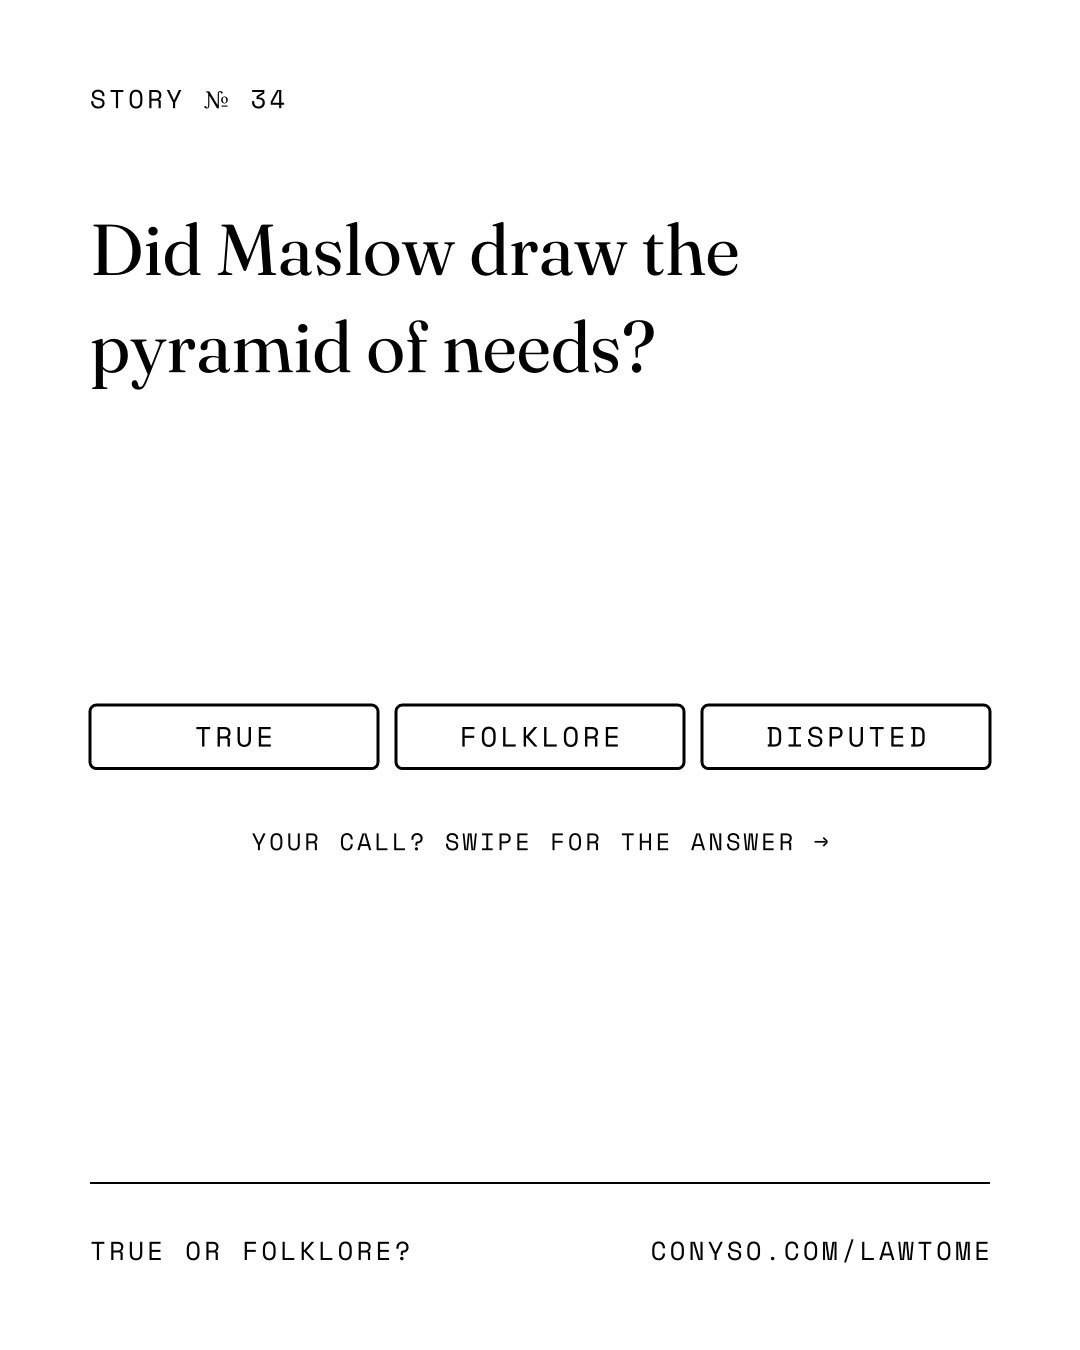 STORY № 34
Did Maslow draw the
pyramid of needs?
TRUE
FOLKLORE
DISPUTED
YOUR CALL? SWIPE FOR THE ANSWER →
TRUE OR FOLKLORE?
CONYSO.COM/LAWTOME